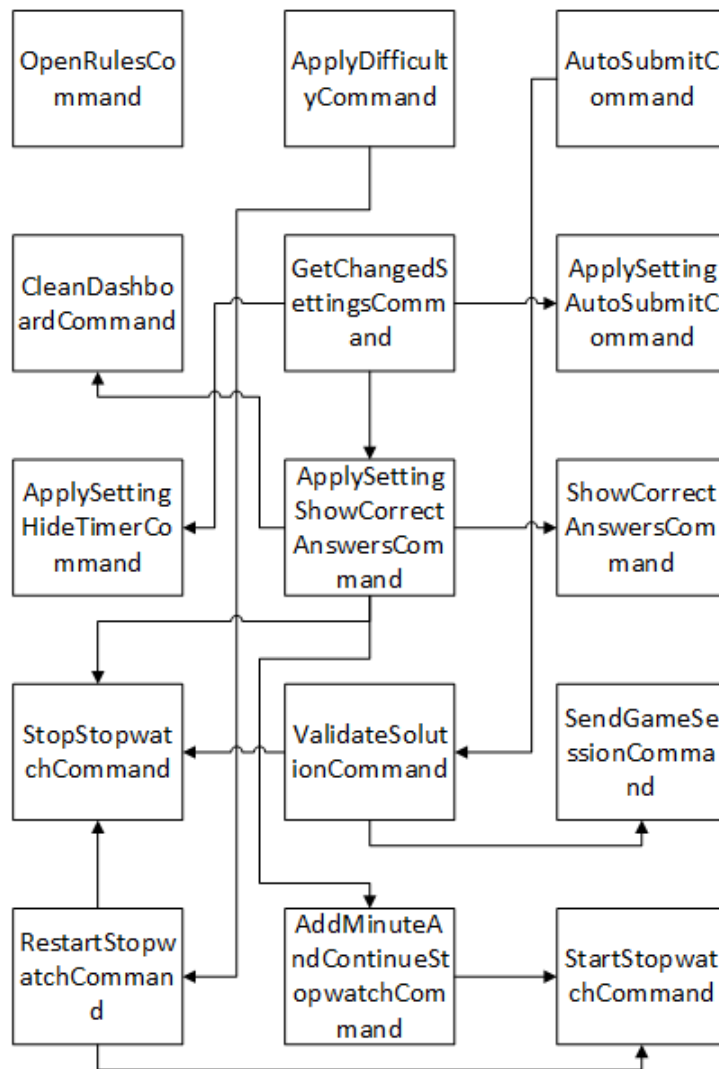 OpenRulesCo
mmand
ApplyDifficult
yCommand
AutoSubmitC
ommand
CleanDashbo
ardCommand
GetChangedS
ettingsComm
and
ApplySetting
AutoSubmitC
ommand
ApplySetting
HideTimerCo
mmand
ApplySetting
ShowCorrect
AnswersCom
mand
ShowCorrect
AnswersCom
mand
StopStopwat
chCommand
ValidateSolut
ionCommand
SendGameSe
ssionComma
nd
RestartStopw
atchComman
d
AddMinuteA
ndContinueSt
opwatchCom
mand
StartStopwat
chCommand